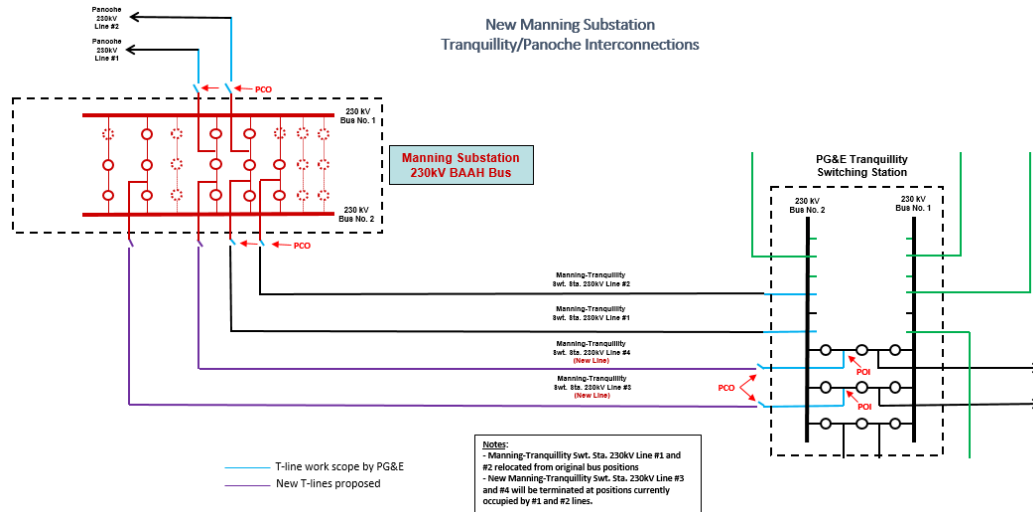 New Manning Substation
Tranquillity/Panoche Interconnections
Panoche
230kV
Line #2
Panoche
230kV
Line #1
PCO
230 kV
Bus No. 1
Manning Substation
230kV BAAH Bus
230 kV
Bus No. 2
PCO
PG&E Tranquillity
Switching Station
230 kV
Bus No. 2
230 kV
Bus No. 1
Manning-Tranquillity
Swt. Sta. 230kV Line #2
Manning-Tranquillity
Swt. Sta. 230kV Line #1
Manning-Tranquillity
Swt. Sta. 230kV Line #4
(New Line)
Manning-Tranquillity
Swt. Sta. 230kV Line #3
(New Line)
PCO
POI
POI
T-line work scope by PG&E
New T-lines proposed
Notes:
- Manning-Tranquillity Swt. Sta. 230kV Line #1 and
#2 relocated from original bus positions
- New Manning-Tranquillity Swt. Sta. 230kV Line #3
and #4 will be terminated at positions currently
occupied by #1 and #2 lines.